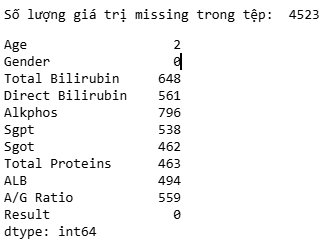 Số lượng giá trị missing trong tệp:  4523
Age                   2
Gender                0
Total Bilirubin     648
Direct Bilirubin    561
Alkphos             796
Sgpt                538
Sgot                462
Total Proteins      463
ALB                 494
A/G Ratio           559
Result                0
dtype: int64